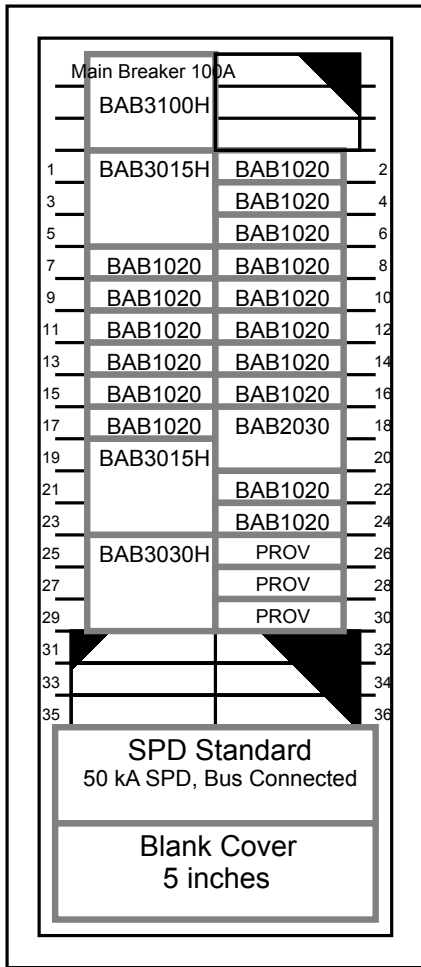 Main Breaker 100A
BAB3100H
1 BAB3015H BAB1020 2
3 BAB1020 4
5 BAB1020 6
7 BAB1020 BAB1020 8
9 BAB1020 BAB1020 10
11 BAB1020 BAB1020 12
13 BAB1020 BAB1020 14
15 BAB1020 BAB1020 16
17 BAB1020 BAB2030 18
19 BAB3015H 20
21 BAB1020 22
23 BAB1020 24
25 BAB3030H PROV 26
27 PROV 28
29 PROV 30
31 32
33 34
35 36
SPD Standard
50 kA SPD, Bus Connected
Blank Cover
5 inches